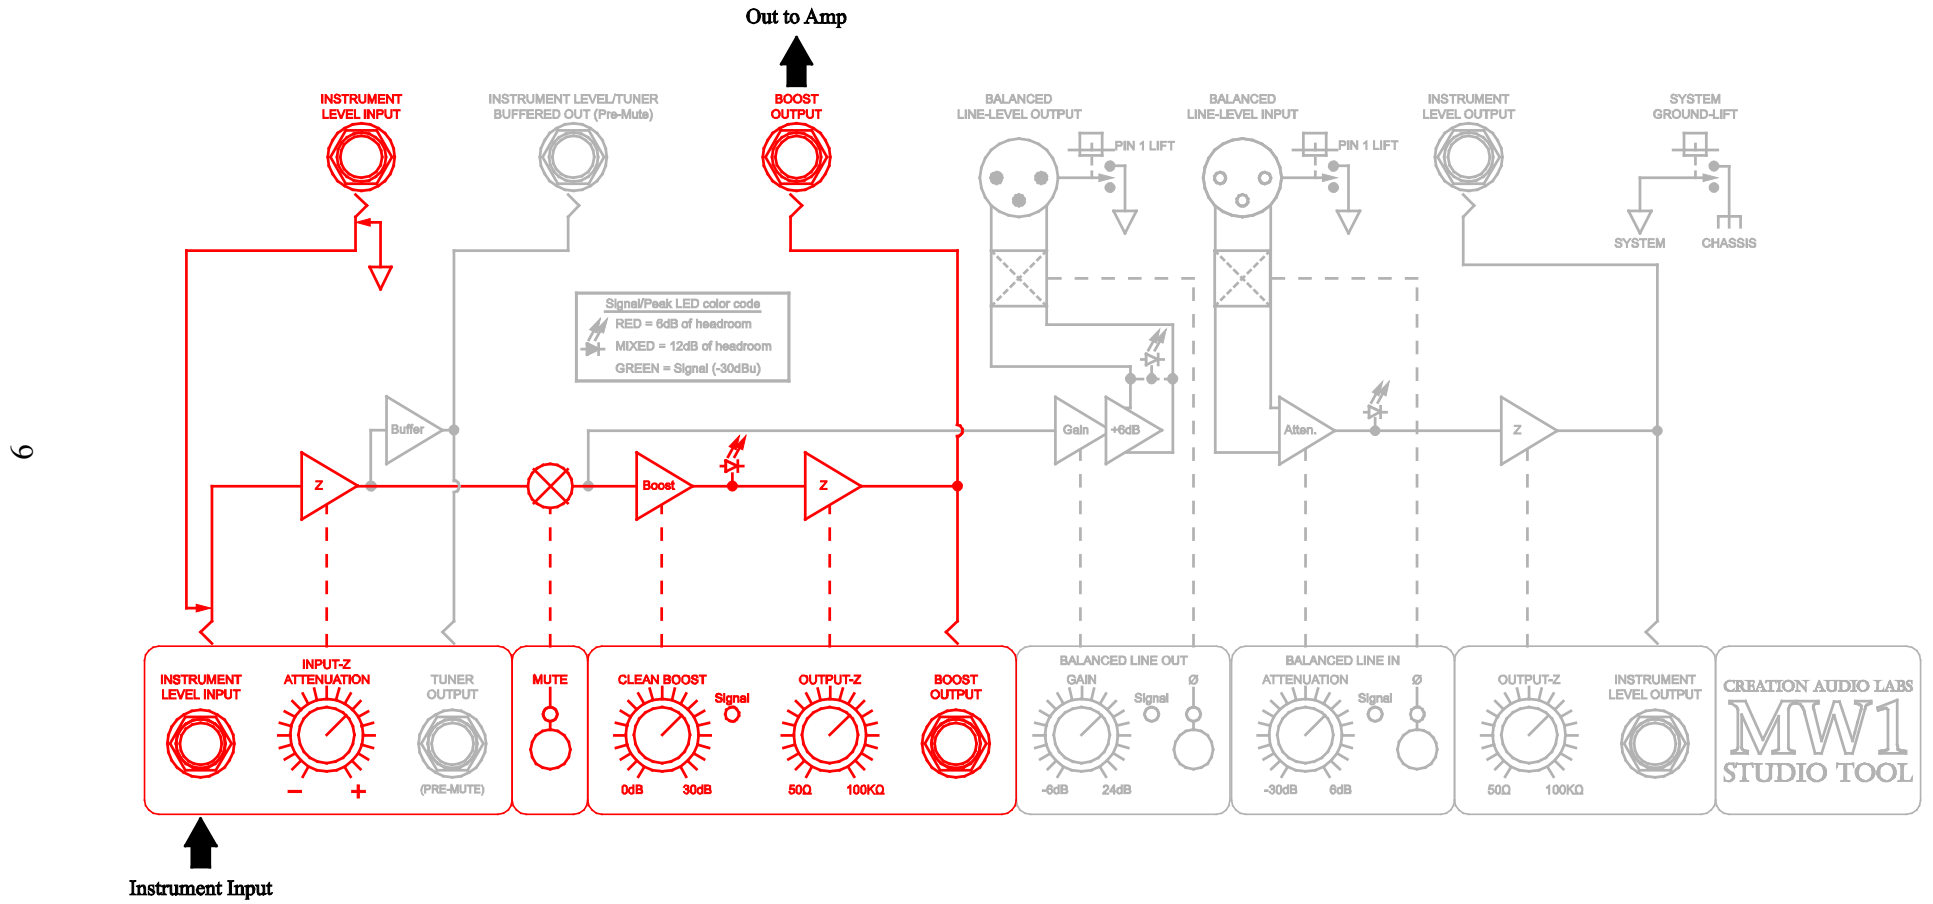 Out to Amp
INSTRUMENT
LEVEL INPUT
INSTRUMENT LEVEL/TUNER
BUFFERED OUT (Pre-Mute)
BOOST
OUTPUT
BALANCED
LINE-LEVEL OUTPUT
PIN 1 LIFT
BALANCED
LINE-LEVEL INPUT
PIN 1 LIFT
INSTRUMENT
LEVEL OUTPUT
SYSTEM
GROUND-LIFT
SYSTEM
CHASSIS
Signal/Peak LED color code
RED = 6dB of headroom
MIXED = 12dB of headroom
GREEN = Signal (-30dBu)
Buffer
Gain
+6dB
Atten.
Z
Z
Boost
Z
6
INSTRUMENT
LEVEL INPUT
INPUT-Z
ATTENUATION
− +
TUNER
OUTPUT
(PRE-MUTE)
MUTE
CLEAN BOOST
0dB 30dB
Signal
OUTPUT-Z
50Ω 100KΩ
BOOST
OUTPUT
BALANCED LINE OUT
GAIN
-6dB 24dB
Signal
Ø
BALANCED LINE IN
ATTENUATION
-30dB 6dB
Signal
Ø
OUTPUT-Z
50Ω 100KΩ
INSTRUMENT
LEVEL OUTPUT
CREATION AUDIO LABS
MW1
STUDIO TOOL
Instrument Input